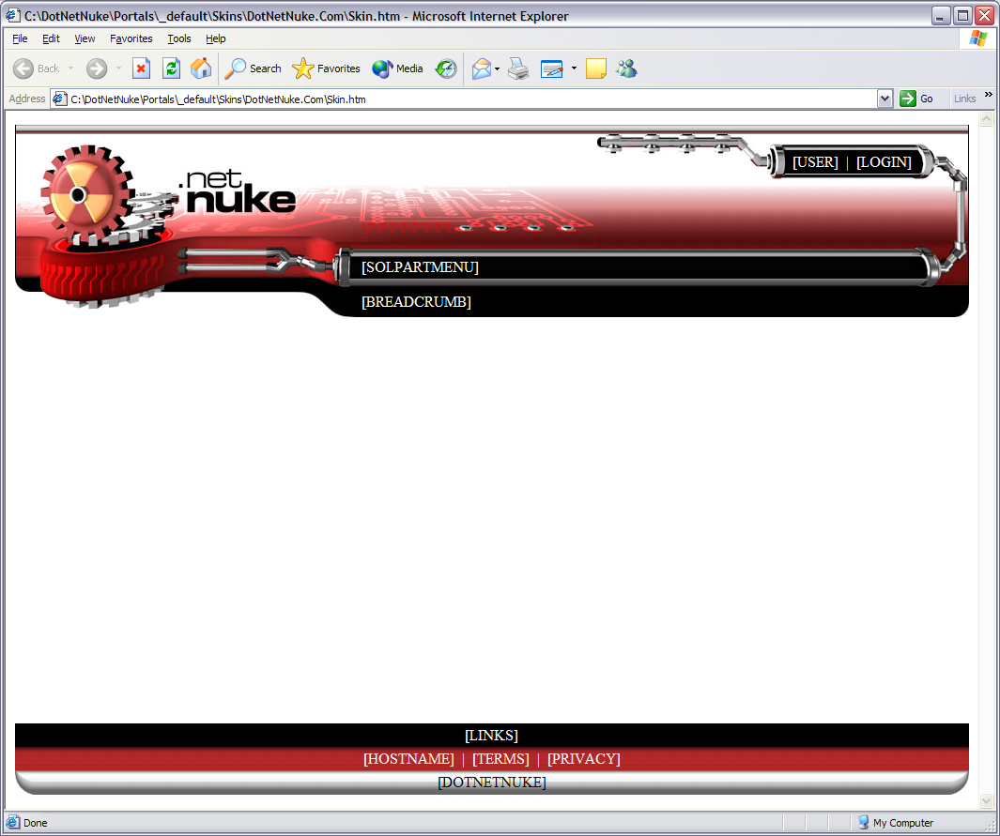 C:\DotNetNuke\Portals\_default\Skins\DotNetNuke.Com\Skin.htm - Microsoft Internet Explorer
File Edit View Favorites Tools Help
Back Search Favorites Media
Address C:\DotNetNuke\Portals\_default\Skins\DotNetNuke.Com\Skin.htm Go Links »
[USER] | [LOGIN]
.net
nuke
[SOLPARTMENU]
[BREADCRUMB]
[LINKS]
[HOSTNAME] | [TERMS] | [PRIVACY]
[DOTNETNUKE]
Done My Computer